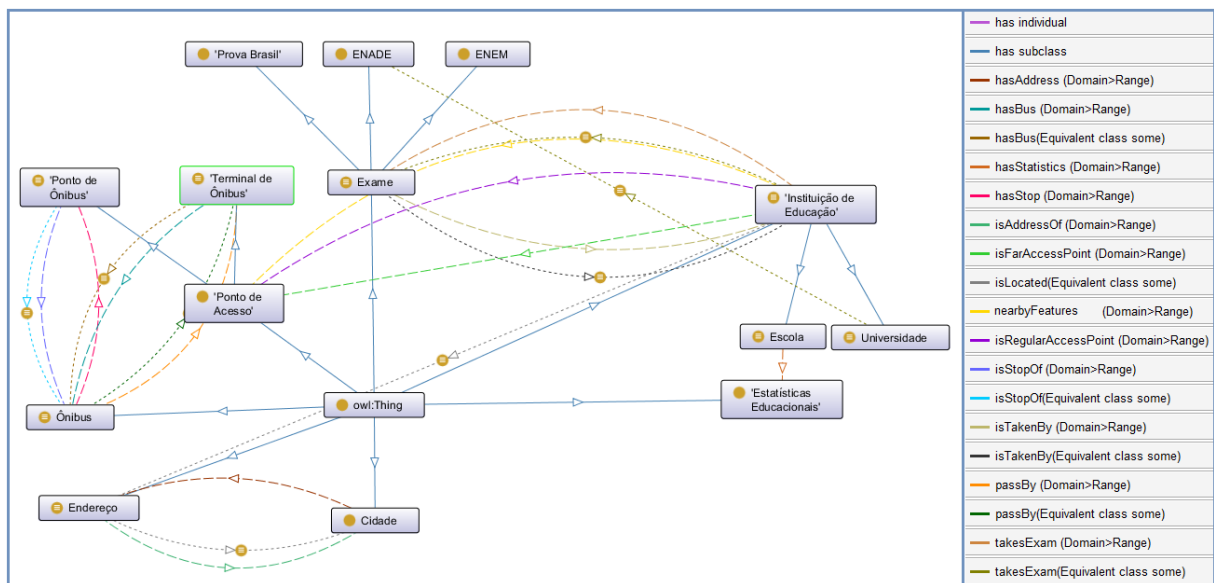 'Prova Brasil'
ENADE
ENEM
'Ponto de
Ônibus'
'Terminal de
Ônibus'
Exame
'Instituição de
Educação'
'Ponto de
Acesso'
Escola
Universidade
Ônibus
owl:Thing
'Estatísticas
Educacionais'
Endereço
Cidade
has individual
has subclass
hasAddress (Domain>Range)
hasBus (Domain>Range)
hasBus(Equivalent class some)
hasStatistics (Domain>Range)
hasStop (Domain>Range)
isAddressOf (Domain>Range)
isFarAccessPoint (Domain>Range)
isLocated(Equivalent class some)
nearbyFeatures (Domain>Range)
isRegularAccessPoint (Domain>Range)
isStopOf (Domain>Range)
isStopOf(Equivalent class some)
isTakenBy (Domain>Range)
isTakenBy(Equivalent class some)
passBy (Domain>Range)
passBy(Equivalent class some)
takesExam (Domain>Range)
takesExam(Equivalent class some)